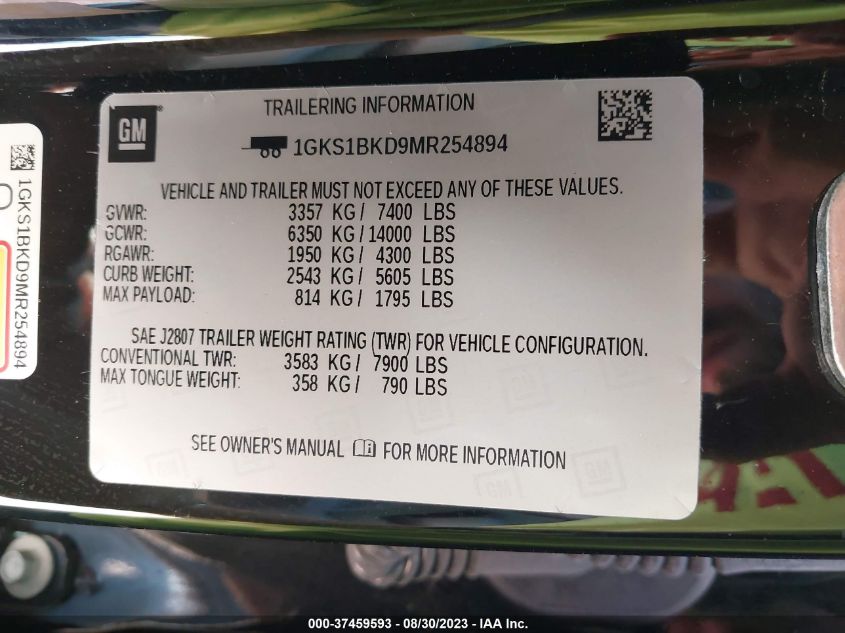 GM
TRAILERING INFORMATION
1GKS1BKD9MR254894
VEHICLE AND TRAILER MUST NOT EXCEED ANY OF THESE VALUES.
GVWR: 3357 KG / 7400 LBS
GCWR: 6350 KG / 14000 LBS
RGAWR: 1950 KG / 4300 LBS
CURB WEIGHT: 2543 KG / 5605 LBS
MAX PAYLOAD: 814 KG / 1795 LBS
SAE J2807 TRAILER WEIGHT RATING (TWR) FOR VEHICLE CONFIGURATION.
CONVENTIONAL TWR: 3583 KG / 7900 LBS
MAX TONGUE WEIGHT: 358 KG / 790 LBS
SEE OWNER'S MANUAL FOR MORE INFORMATION
1GKS1BKD9MR254894
000-37459593 - 08/30/2023 - IAA Inc.